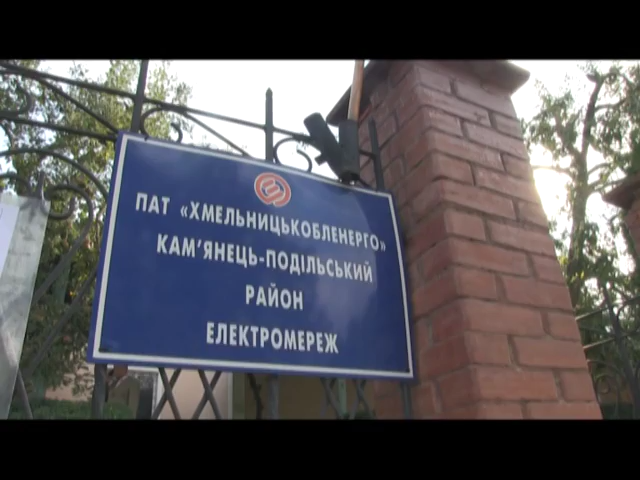 ПАТ «ХМЕЛЬНИЦЬКОБЛЕНЕРГО»
КАМ'ЯНЕЦЬ-ПОДІЛЬСЬКИЙ
РАЙОН
ЕЛЕКТРОМЕРЕЖ